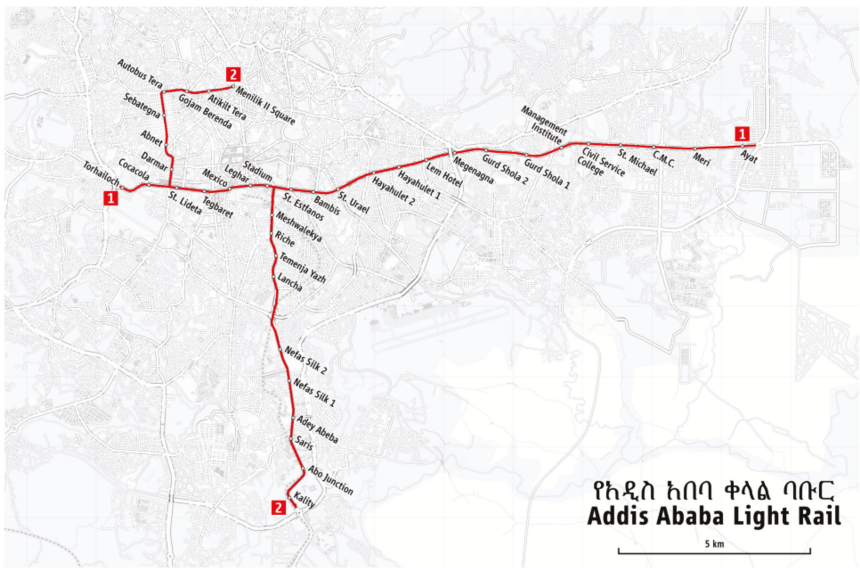 2
Autobus Tera
Menilik II Square
Gojam Berenda
Atikilt Tera
Sebategna
Abnet
Darmar
Torhailoch
Cocacola
1
St. Lideta
Tegbaret
Mexico
Leghar
Stadium
St. Estfanos
Bambis
St. Urael
Hayahulet 2
Hayahulet 1
Lem Hotel
Megenagna
Gurd Shola 2
Gurd Shola 1
Management
Institute
Civil Service
College
St. Michael
C.M.C.
Meri
1
Ayat
Meshwalekya
Riche
Temenja Yazh
Lancha
Nefas Silk 2
Nefas Silk 1
Adey Abeba
Saris
Abo Junction
Kality
2
የአዲስ አበባ ቀላል ባቡር
Addis Ababa Light Rail
5 km